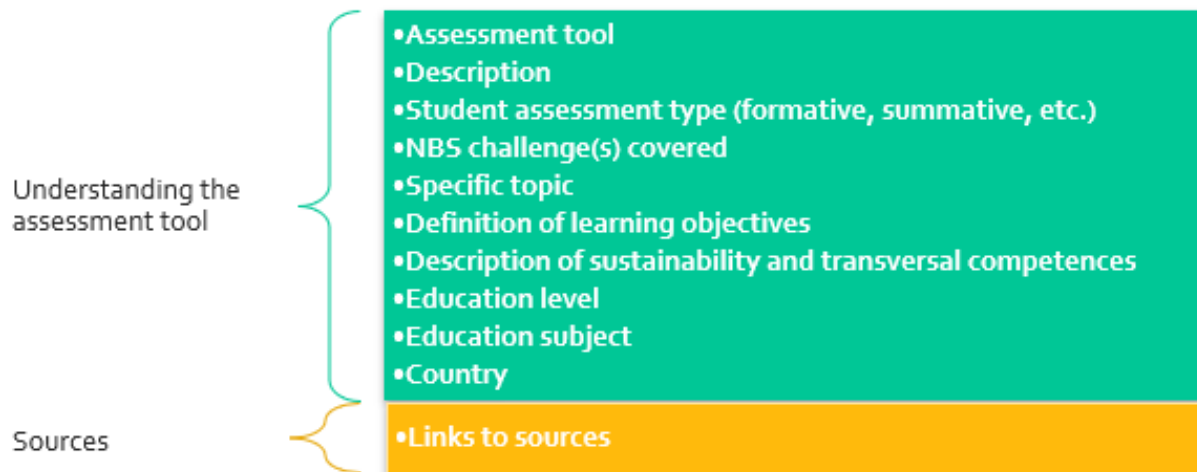 •Assessment tool
•Description
•Student assessment type (formative, summative, etc.)
•NBS challenge(s) covered
•Specific topic
•Definition of learning objectives
•Description of sustainability and transversal competences
•Education level
•Education subject
•Country
Understanding the
assessment tool
•Links to sources
Sources